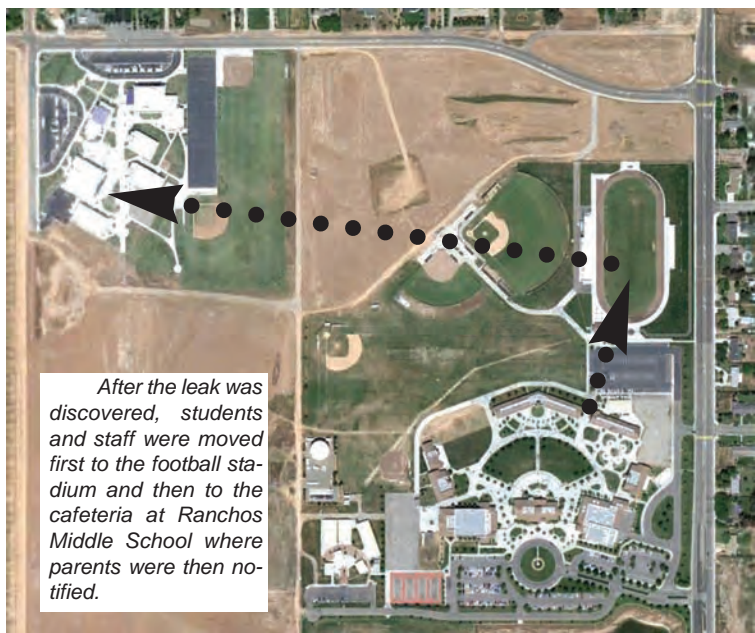 After the leak was
discovered, students
and staff were moved
first to the football sta-
dium and then to the
cafeteria at Ranchos
Middle School where
parents were then no-
tified.